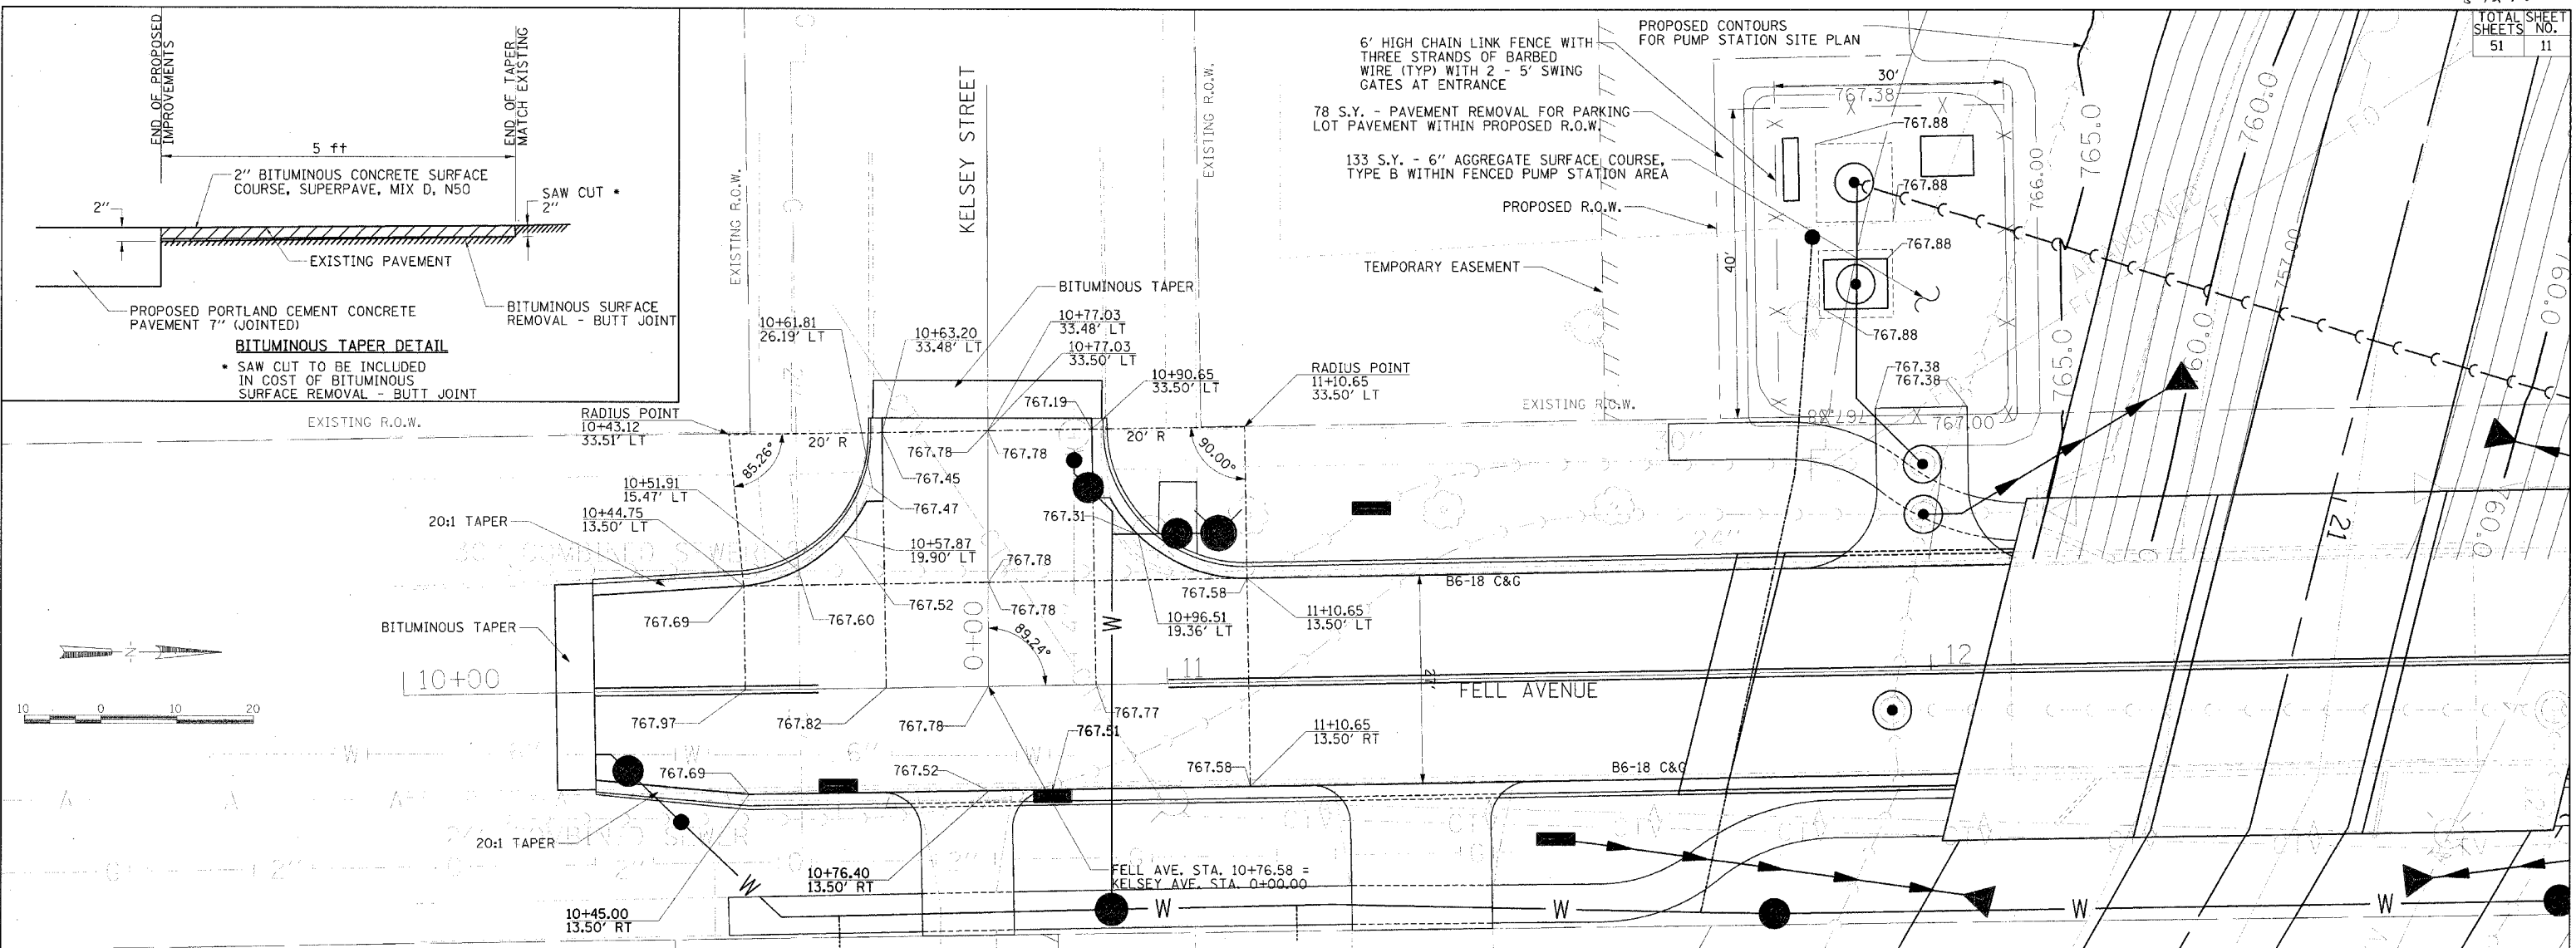 TOTAL SHEETS
SHEET NO.
51
11
END OF PROPOSED
IMPROVEMENTS
END OF TAPER
MATCH EXISTING
5 ft
2" BITUMINOUS CONCRETE SURFACE
COURSE, SUPERPAVE, MIX D, N50
SAW CUT *
2"
2"
EXISTING PAVEMENT
PROPOSED PORTLAND CEMENT CONCRETE
PAVEMENT 7" (JOINTED)
BITUMINOUS SURFACE
REMOVAL - BUTT JOINT
BITUMINOUS TAPER DETAIL
* SAW CUT TO BE INCLUDED
IN COST OF BITUMINOUS
SURFACE REMOVAL - BUTT JOINT
EXISTING R.O.W.
EXISTING R.O.W.
KELSEY STREET
EXISTING R.O.W.
6' HIGH CHAIN LINK FENCE WITH
THREE STRANDS OF BARBED
WIRE (TYP) WITH 2 - 5' SWING
GATES AT ENTRANCE
PROPOSED CONTOURS
FOR PUMP STATION SITE PLAN
78 S.Y. - PAVEMENT REMOVAL FOR PARKING
LOT PAVEMENT WITHIN PROPOSED R.O.W.
133 S.Y. - 6" AGGREGATE SURFACE COURSE,
TYPE B WITHIN FENCED PUMP STATION AREA
PROPOSED R.O.W.
TEMPORARY EASEMENT
EXISTING R.O.W.
30'
767.38
767.88
767.88
767.88
767.88
40'
767.38
767.38
767.00
766.00
765.0
760.0
757.00
765.0
760.0
760.0
760.0
ABANDONED
FO
BITUMINOUS TAPER
10+61.81
26.19' LT
10+63.20
33.48' LT
10+77.03
33.48' LT
10+77.03
33.50' LT
10+90.65
33.50' LT
RADIUS POINT
11+10.65
33.50' LT
RADIUS POINT
10+43.12
33.51' LT
85.26°
20' R
20' R
90.00°
767.19
767.78
767.78
767.45
767.47
767.31
10+51.91
15.47' LT
10+44.75
13.50' LT
20:1 TAPER
10+57.87
19.90' LT
767.78
767.78
767.52
767.60
767.69
767.58
10+96.51
19.36' LT
11+10.65
13.50' LT
B6-18 C&G
30"
24"
BITUMINOUS TAPER
10+00
0+00
89.24°
11
12
21
FELL AVENUE
27'
10 0 10 20
767.97
767.82
767.78
767.77
767.51
11+10.65
13.50' RT
767.69
767.52
767.58
B6-18 C&G
6"
W
20:1 TAPER
10+76.40
13.50' RT
10+45.00
13.50' RT
FELL AVE. STA. 10+76.58 =
KELSEY AVE. STA. 0+00.00
W W W W W